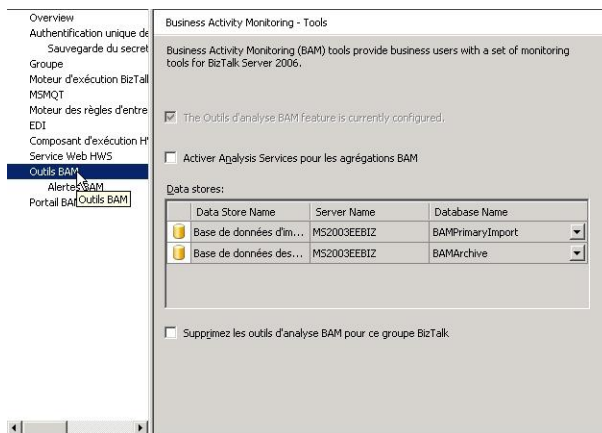 Overview
Authentification unique de
Sauvegarde du secret
Groupe
Moteur d'exécution BizTall
MSMQT
Moteur des règles d'entre
EDI
Composant d'exécution H
Service Web HWS
Outils BAM
Alertes BAM
Outils BAM
Portail BA
Business Activity Monitoring - Tools
Business Activity Monitoring (BAM) tools provide business users with a set of monitoring
tools for BizTalk Server 2006.
The Outils d'analyse BAM feature is currently configured.
Activer Analysis Services pour les agrégations BAM
Data stores:
Data Store Name Server Name Database Name
Base de données d'im... MS2003EEBIZ BAMPrimaryImport
Base de données des... MS2003EEBIZ BAMArchive
Supprimez les outils d'analyse BAM pour ce groupe BizTalk